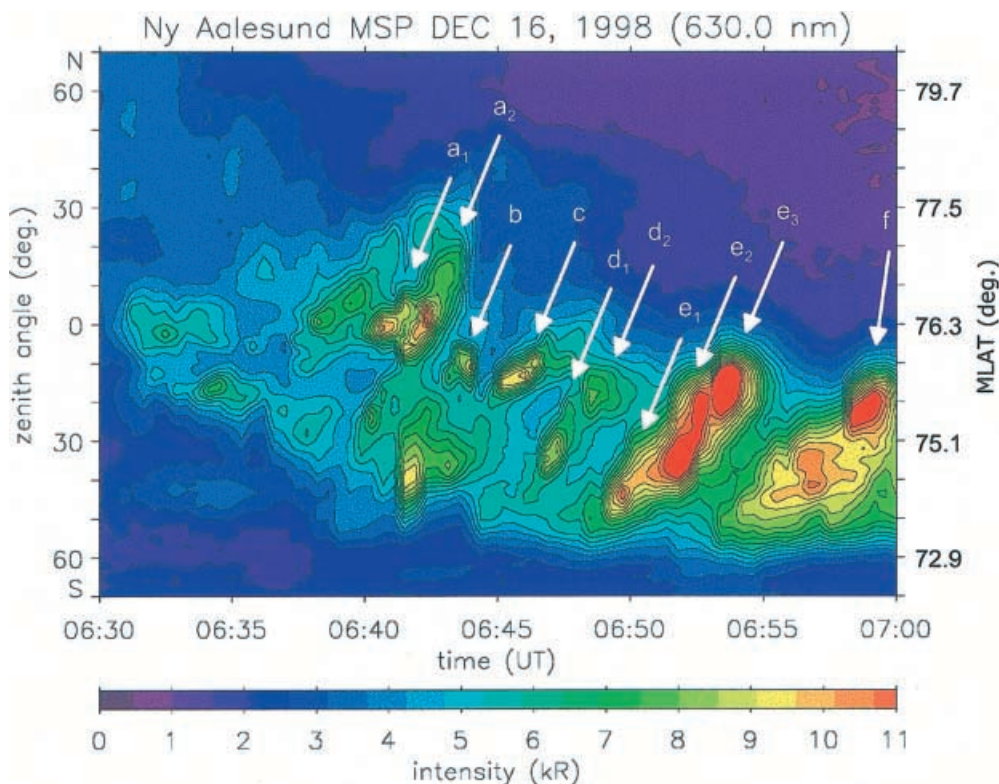 Ny Aalesund MSP DEC 16, 1998 (630.0 nm)
N
60
30
0
30
60
S
zenith angle (deg.)
79.7
77.5
76.3
75.1
72.9
MLAT (deg.)
a1
a2
b
c
d1
d2
e1
e2
e3
f
06:30 06:35 06:40 06:45 06:50 06:55 07:00
time (UT)
0 1 2 3 4 5 6 7 8 9 10 11
intensity (kR)